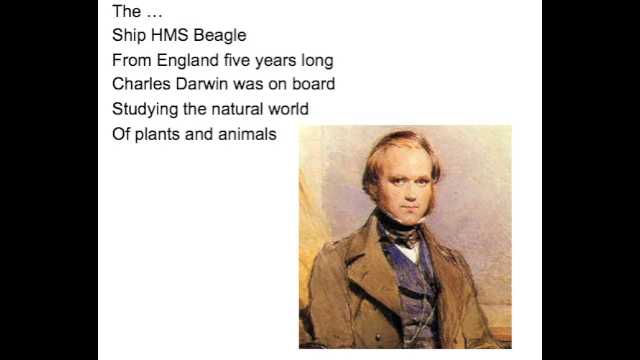 The …
Ship HMS Beagle
From England five years long
Charles Darwin was on board
Studying the natural world
Of plants and animals